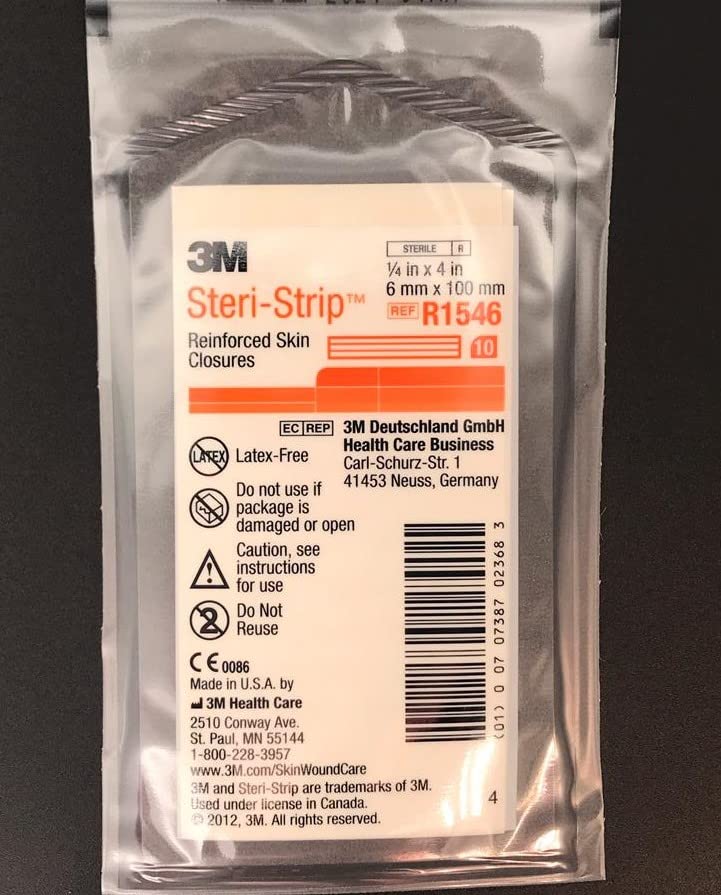 3M
Steri-Strip™
Reinforced Skin
Closures
STERILE R
¼ in x 4 in
6 mm x 100 mm
REF R1546
10
EC REP 3M Deutschland GmbH
Health Care Business
Carl-Schurz-Str. 1
41453 Neuss, Germany
LATEX Latex-Free
Do not use if
package is
damaged or open
Caution, see
instructions
for use
2 Do Not
Reuse
(01) 0 07 07387 02368 3
CE 0086
Made in U.S.A. by
3M Health Care
2510 Conway Ave.
St. Paul, MN 55144
1-800-228-3957
www.3M.com/SkinWoundCare
3M and Steri-Strip are trademarks of 3M.
Used under license in Canada.
© 2012, 3M. All rights reserved.
4